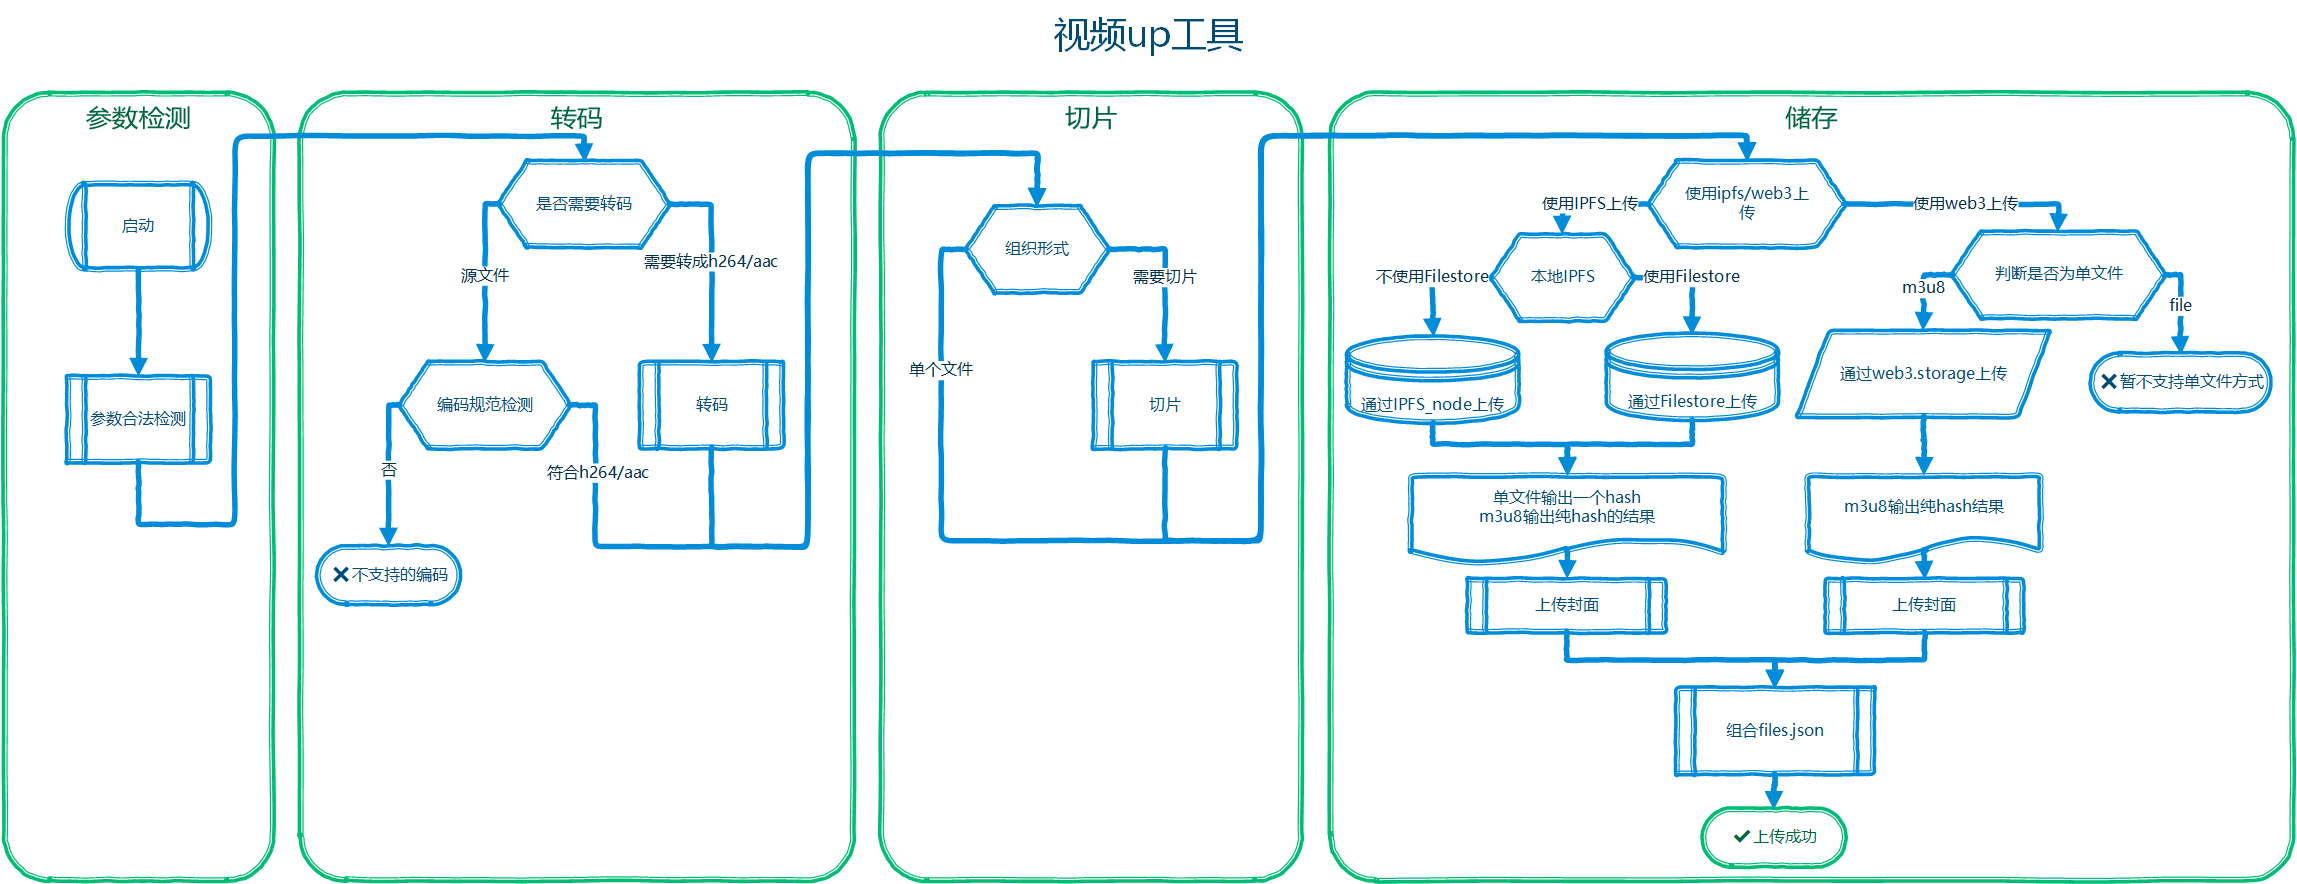 视频up工具
参数检测
启动
参数合法检测
转码
是否需要转码
源文件
需要转成h264/aac
编码规范检测
转码
否
符合h264/aac
❌不支持的编码
切片
组织形式
需要切片
单个文件
切片
储存
使用ipfs/web3上
传
使用IPFS上传
使用web3上传
本地IPFS
不使用Filestore
使用Filestore
判断是否为单文件
m3u8
file
通过IPFS_node上传
通过Filestore上传
通过web3.storage上传
❌暂不支持单文件方式
单文件输出一个hash
m3u8输出纯hash的结果
m3u8输出纯hash结果
上传封面
上传封面
组合files.json
✔上传成功